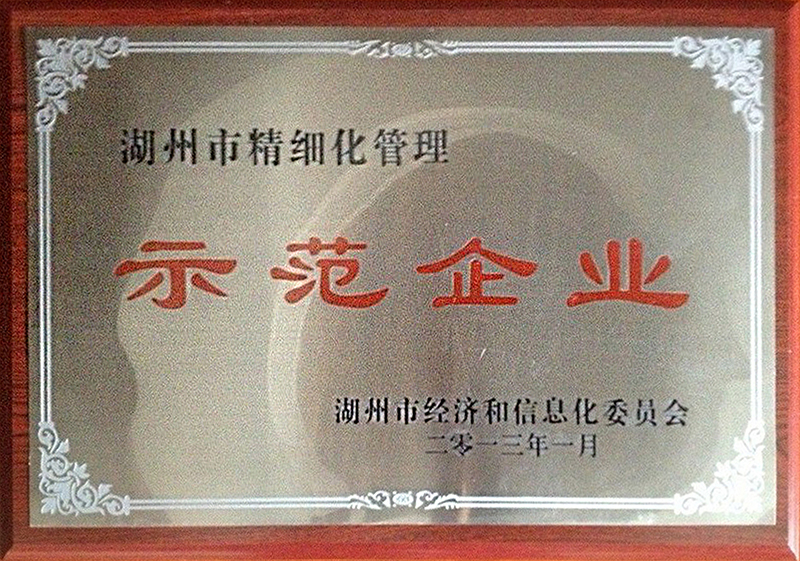 湖州市精细化管理
示范企业
湖州市经济和信息化委员会
二零一三年一月